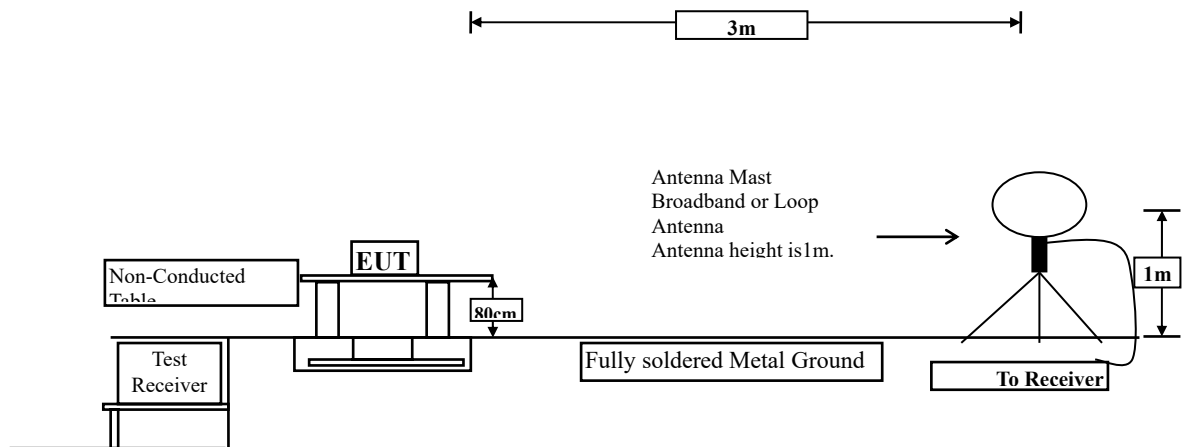 3m
Antenna Mast
Broadband or Loop
Antenna
Antenna height is1m.
EUT
Non-Conducted
Table
80cm
1m
Test
Receiver
Fully soldered Metal Ground
To Receiver